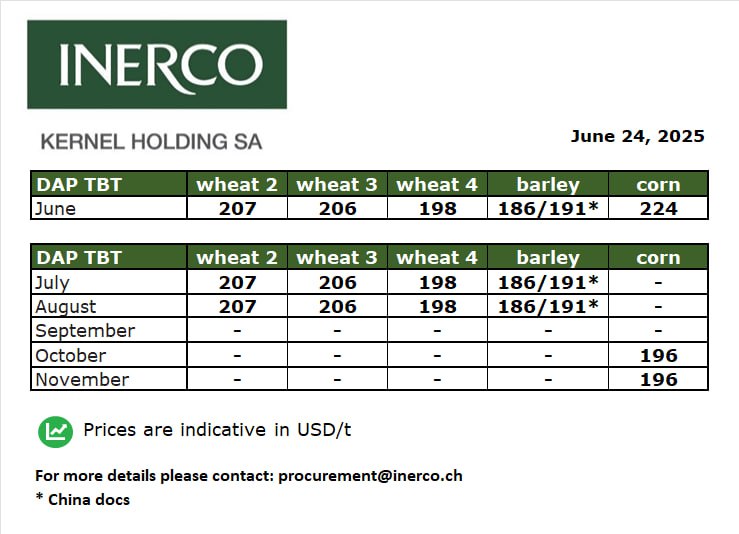 INERCO
KERNEL HOLDING SA
June 24, 2025
DAP TBT wheat 2 wheat 3 wheat 4 barley corn
June 207 206 198 186/191* 224
DAP TBT wheat 2 wheat 3 wheat 4 barley corn
July 207 206 198 186/191* -
August 207 206 198 186/191* -
September - - - - -
October - - - - 196
November - - - - 196
Prices are indicative in USD/t
For more details please contact: procurement@inerco.ch
* China docs